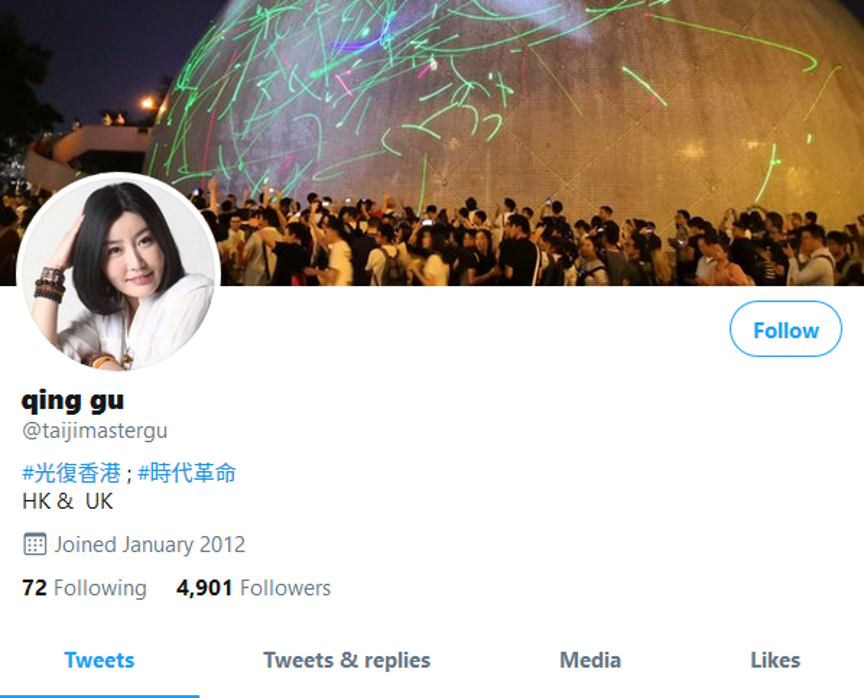 Follow
qing gu
@taijimastergu
#光復香港 ; #時代革命
HK & UK
Joined January 2012
72 Following 4,901 Followers
Tweets Tweets & replies Media Likes